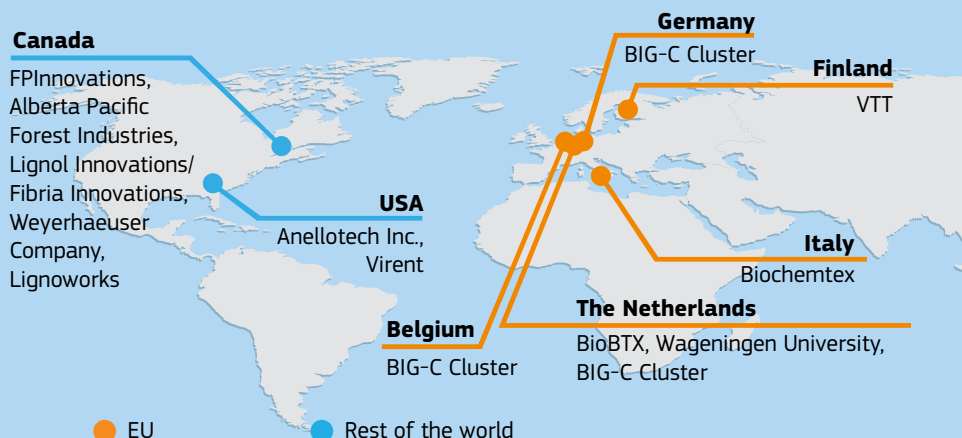 Canada
FPInnovations,
Alberta Pacific
Forest Industries,
Lignol Innovations/
Fibria Innovations,
Weyerhaeuser
Company,
Lignoworks
USA
Anellotech Inc.,
Virent
Germany
BIG-C Cluster
Finland
VTT
Italy
Biochemtex
The Netherlands
BioBTX, Wageningen University,
BIG-C Cluster
Belgium
BIG-C Cluster
EU
Rest of the world